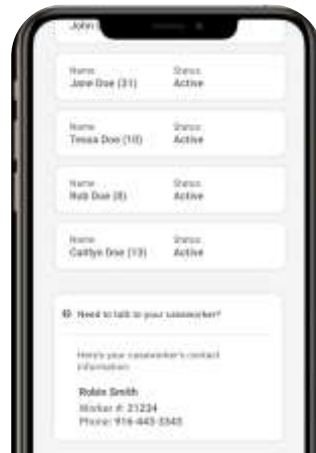 John
Name Status
Jane Doe (31) Active
Name Status
Tessa Doe (10) Active
Name Status
Rob Doe (8) Active
Name Status
Caitlyn Doe (13) Active
Need to talk to your caseworker?
Here's your caseworker's contact
information:
Robin Smith
Worker #: 21234
Phone: 916-445-3345